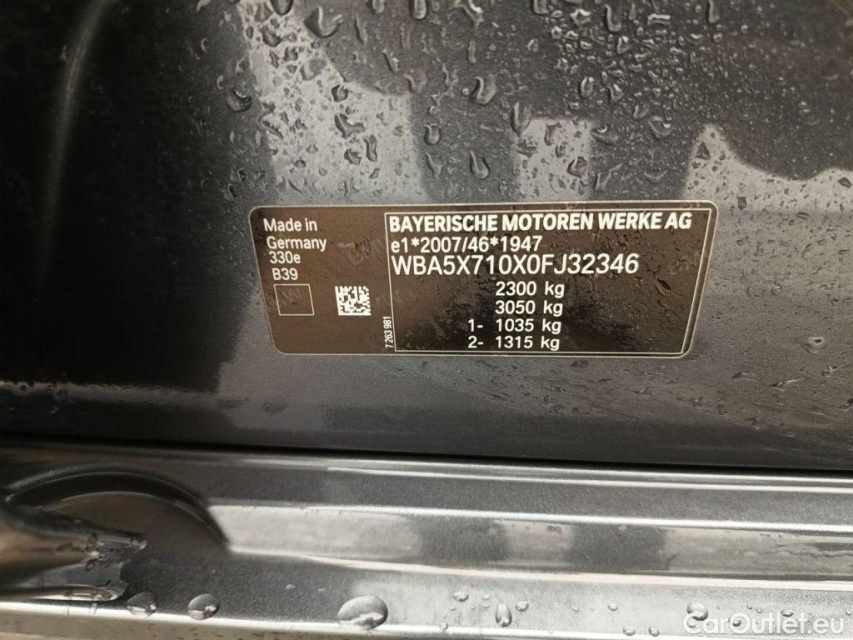 Made in
Germany
330e
B39
7 263 981
BAYERISCHE MOTOREN WERKE AG
e1*2007/46*1947
WBA5X710X0FJ32346
2300 kg
3050 kg
1- 1035 kg
2- 1315 kg
CarOutlet.eu